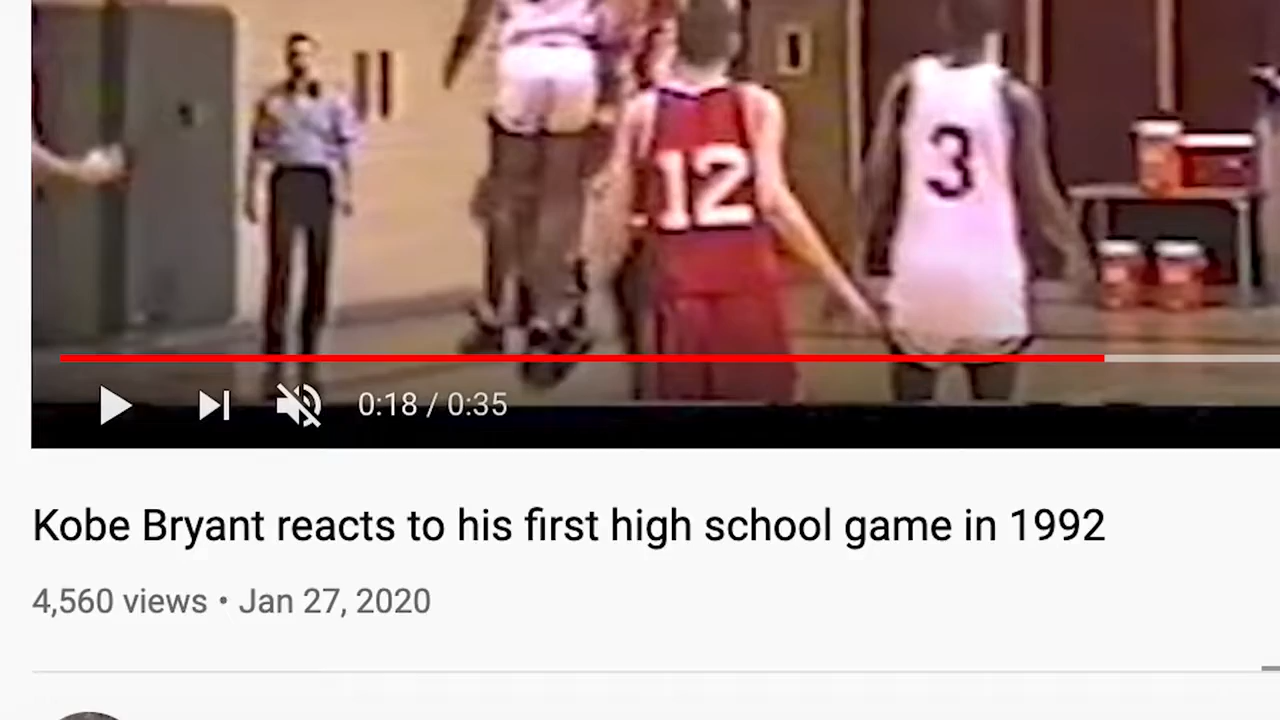 12
3
0:18 / 0:35
Kobe Bryant reacts to his first high school game in 1992
4,560 views • Jan 27, 2020